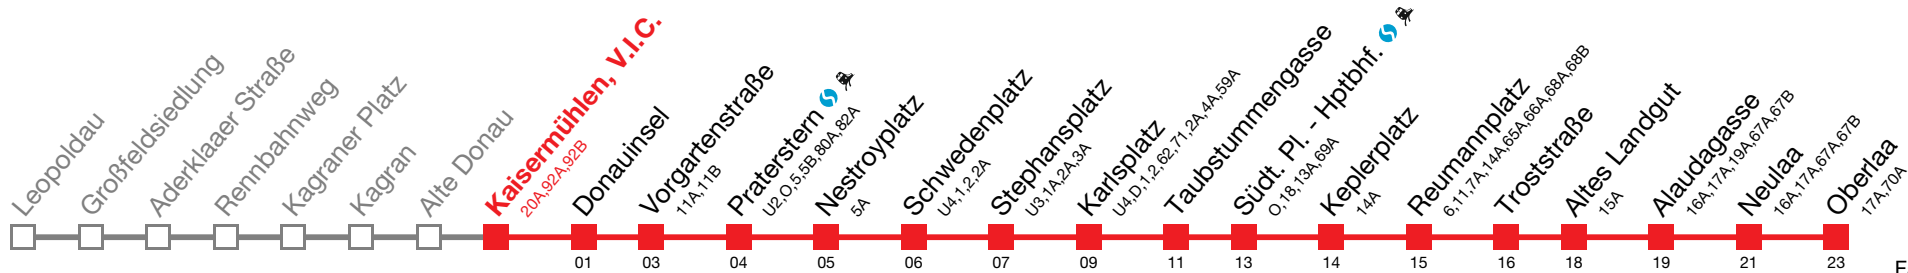 Leopoldau
Großfeldsiedlung
Aderklaaer Straße
Rennbahnweg
Kagraner Platz
Kagran
Alte Donau
Kaisermühlen, V.I.C.
20A,92A,92B
Donauinsel
01
Vorgartenstraße
11A,11B
03
Praterstern
U2,O,5,5B,80A,82A
04
Nestroyplatz
5A
05
Schwedenplatz
U4,1,2,2A
06
Stephansplatz
U3,1A,2A,3A
07
Karlsplatz
U4,D,1,2,62,71,2A,4A,59A
09
Taubstummengasse
11
Südt. Pl. - Hptbhf.
O,18,13A,69A
13
Keplerplatz
14A
14
Reumannplatz
6,11,7A,14A,65A,66A,68A,68B
15
Troststraße
16
Altes Landgut
15A
18
Alaudagasse
16A,17A,19A,67A,67B
19
Neulaa
16A,17A,67A,67B
21
Oberlaa
17A,70A
23